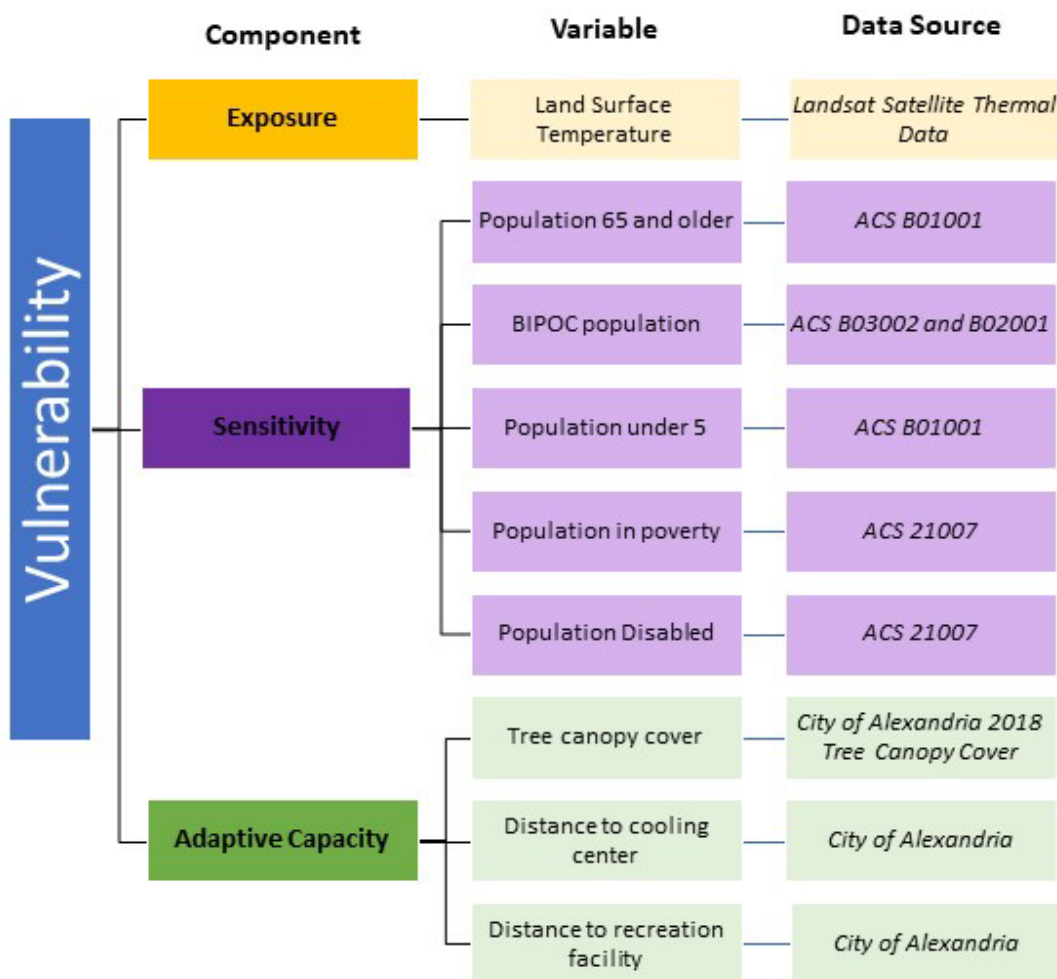 Component
Variable
Data Source
Vulnerability
Exposure
Land Surface
Temperature
Landsat Satellite Thermal
Data
Sensitivity
Population 65 and older
ACS B01001
BIPOC population
ACS B03002 and B02001
Population under 5
ACS B01001
Population in poverty
ACS 21007
Population Disabled
ACS 21007
Adaptive Capacity
Tree canopy cover
City of Alexandria 2018
Tree Canopy Cover
Distance to cooling
center
City of Alexandria
Distance to recreation
facility
City of Alexandria